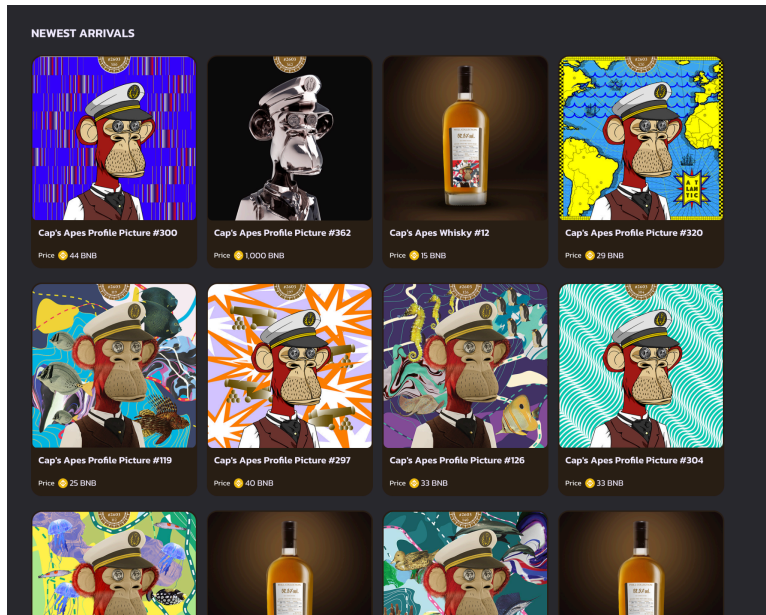 NEWEST ARRIVALS
Cap's Apes Profile Picture #300
Price 44 BNB
Cap's Apes Profile Picture #362
Price 1,000 BNB
Cap's Apes Whisky #12
Price 15 BNB
AT
LAN
TIC
Cap's Apes Profile Picture #320
Price 29 BNB
Cap's Apes Profile Picture #119
Price 25 BNB
Cap's Apes Profile Picture #297
Price 40 BNB
Cap's Apes Profile Picture #126
Price 33 BNB
Cap's Apes Profile Picture #304
Price 33 BNB